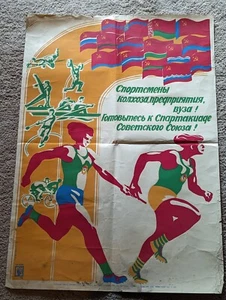 Спортсмены
колхоза, предприятия,
вуза!
Готовьтесь к Спартакиаде
Советского Союза!